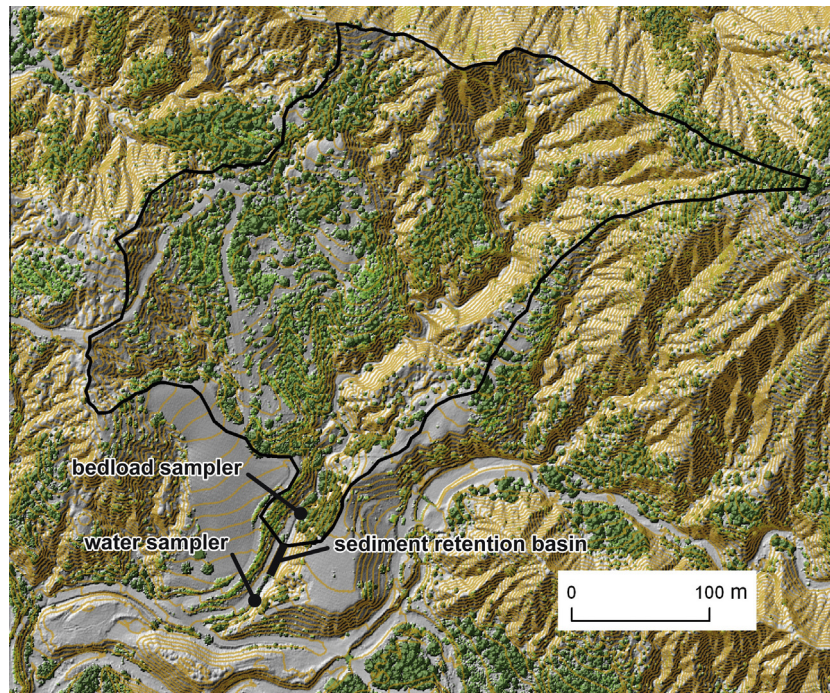 bedload sampler
water sampler
sediment retention basin
0 100 m